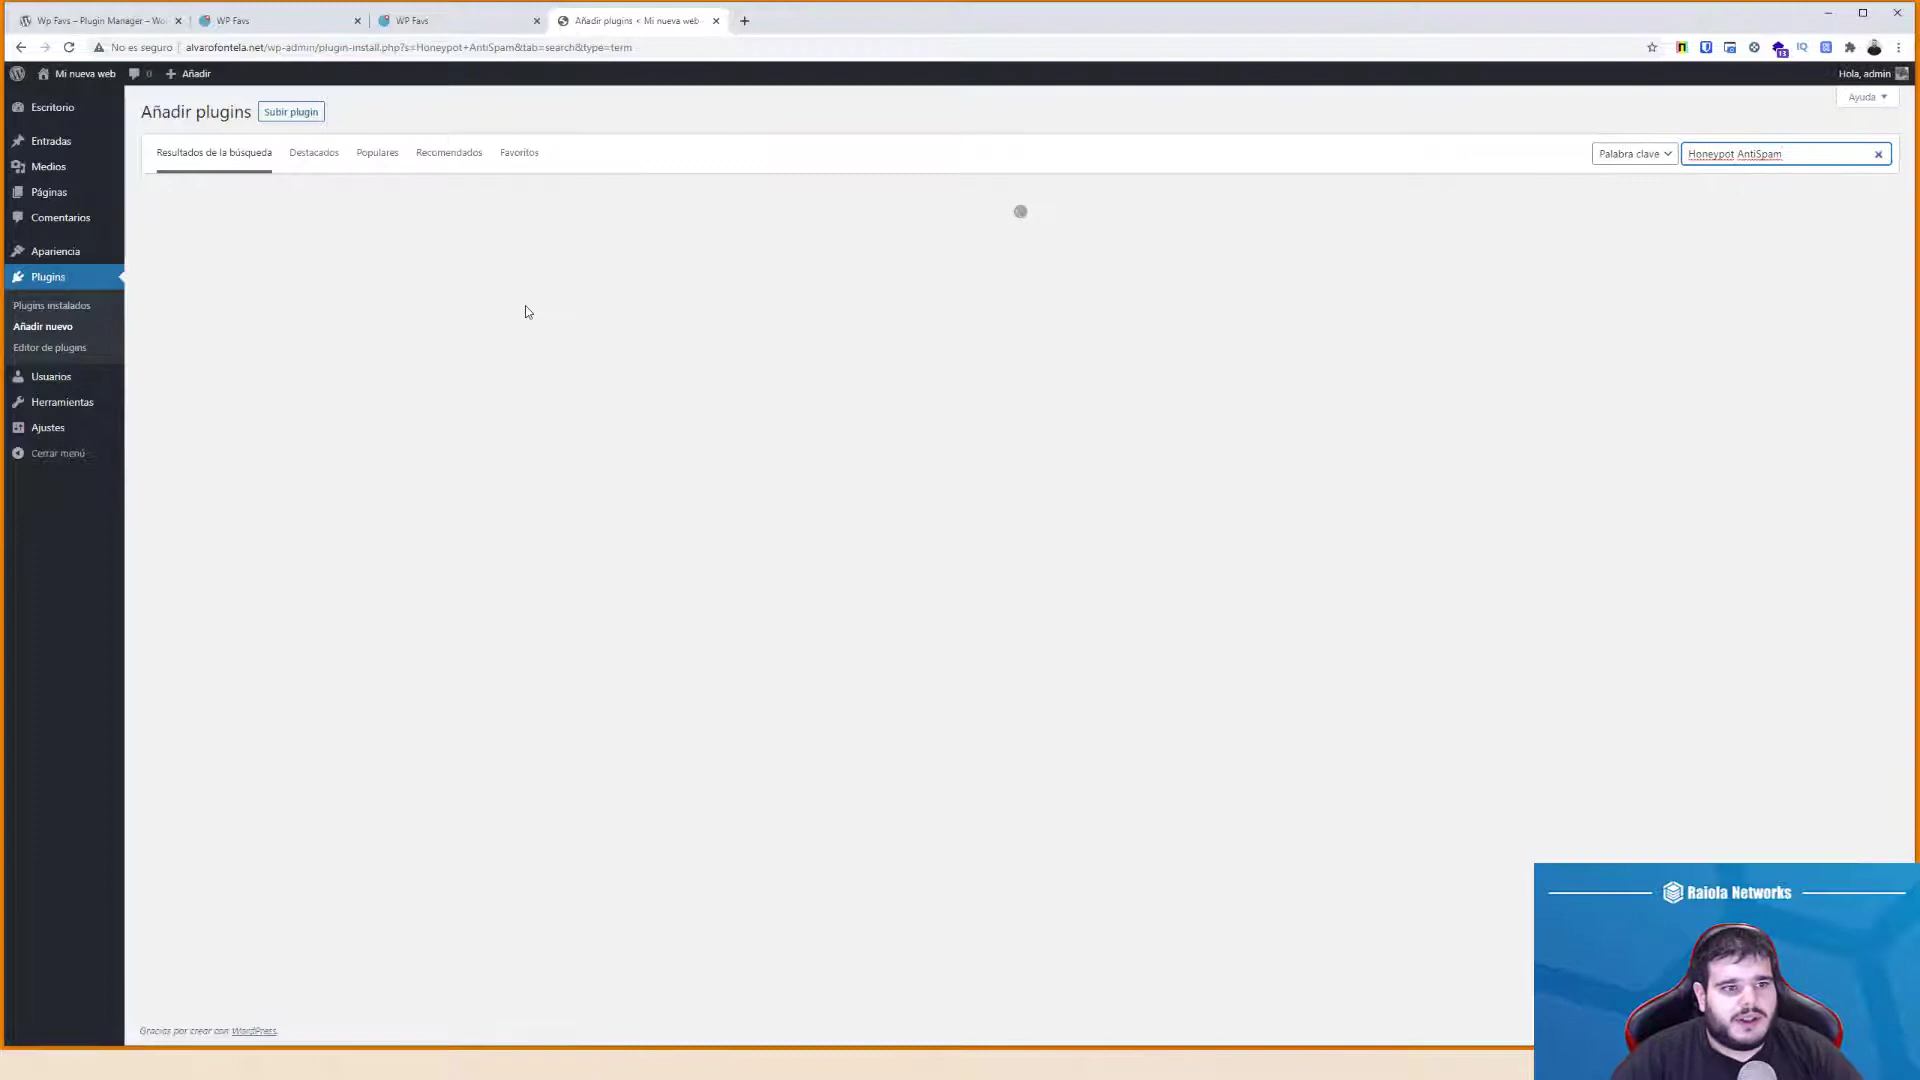 Wp Favs – Plugin Manager – Wo
WP Favs
WP Favs
Añadir plugins < Mi nueva web
No es seguro
alvarofontela.net/wp-admin/plugin-install.php?s=Honeypot+AntiSpam&tab=search&type=term
13
IQ
Mi nueva web
0
Añadir
Hola, admin
Escritorio
Entradas
Medios
Páginas
Comentarios
Apariencia
Plugins
Plugins instalados
Añadir nuevo
Editor de plugins
Usuarios
Herramientas
Ajustes
Cerrar menú
Añadir plugins
Subir plugin
Ayuda
Resultados de la búsqueda
Destacados
Populares
Recomendados
Favoritos
Palabra clave
Honeypot AntiSpam
Gracias por crear con WordPress.
Raiola Networks